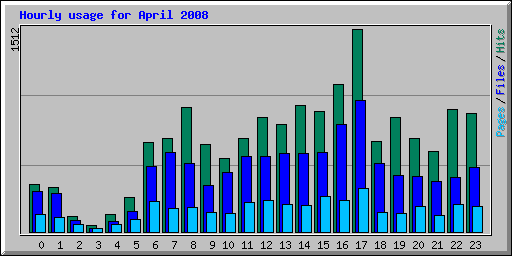 Hourly usage for April 2008
1512
Pages / Files / Hits
0 1 2 3 4 5 6 7 8 9 10 11 12 13 14 15 16 17 18 19 20 21 22 23